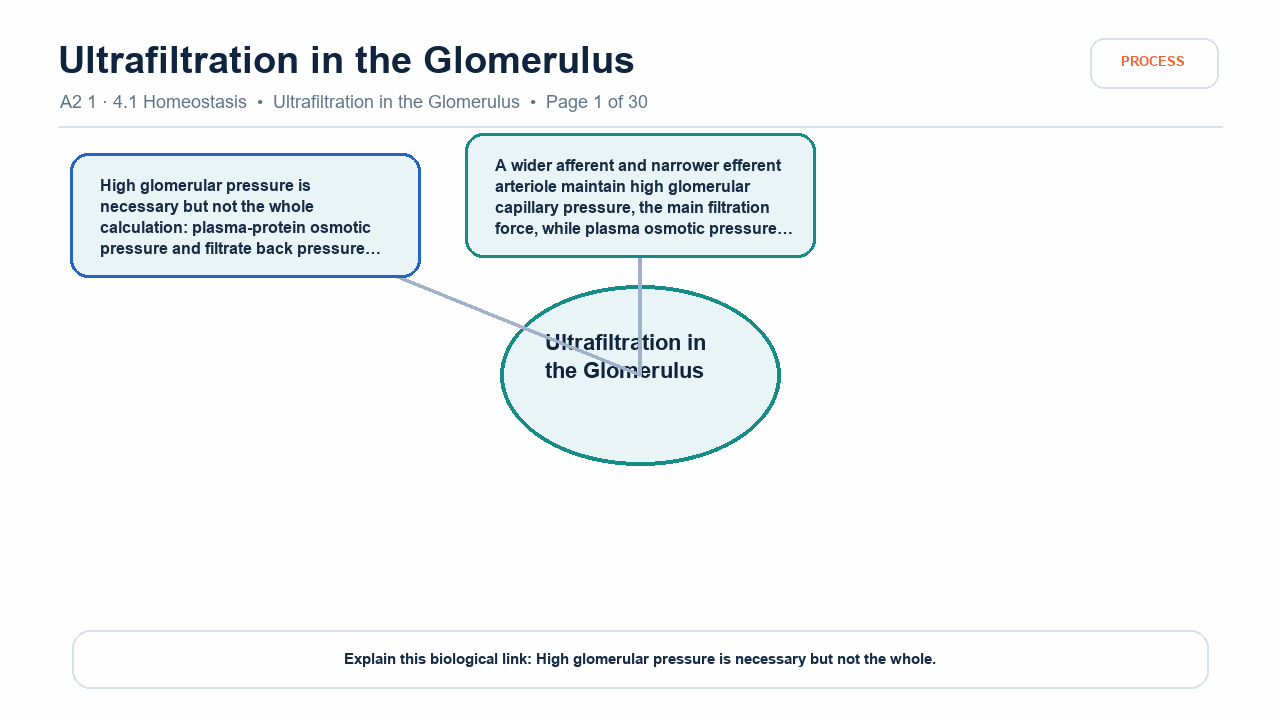 Ultrafiltration in the Glomerulus
PROCESS
A2 1 · 4.1 Homeostasis • Ultrafiltration in the Glomerulus • Page 1 of 30
High glomerular pressure is
necessary but not the whole
calculation: plasma-protein osmotic
pressure and filtrate back pressure…
A wider afferent and narrower efferent
arteriole maintain high glomerular
capillary pressure, the main filtration
force, while plasma osmotic pressure…
Ultrafiltration in
the Glomerulus
Explain this biological link: High glomerular pressure is necessary but not the whole.